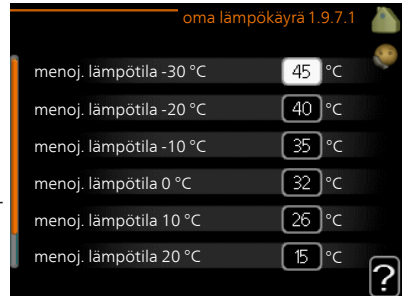 oma lämpökäyrä 1.9.7.1
menoj. lämpötila -30 °C 45 °C
menoj. lämpötila -20 °C 40 °C
menoj. lämpötila -10 °C 35 °C
menoj. lämpötila 0 °C 32 °C
menoj. lämpötila 10 °C 26 °C
menoj. lämpötila 20 °C 15 °C
?